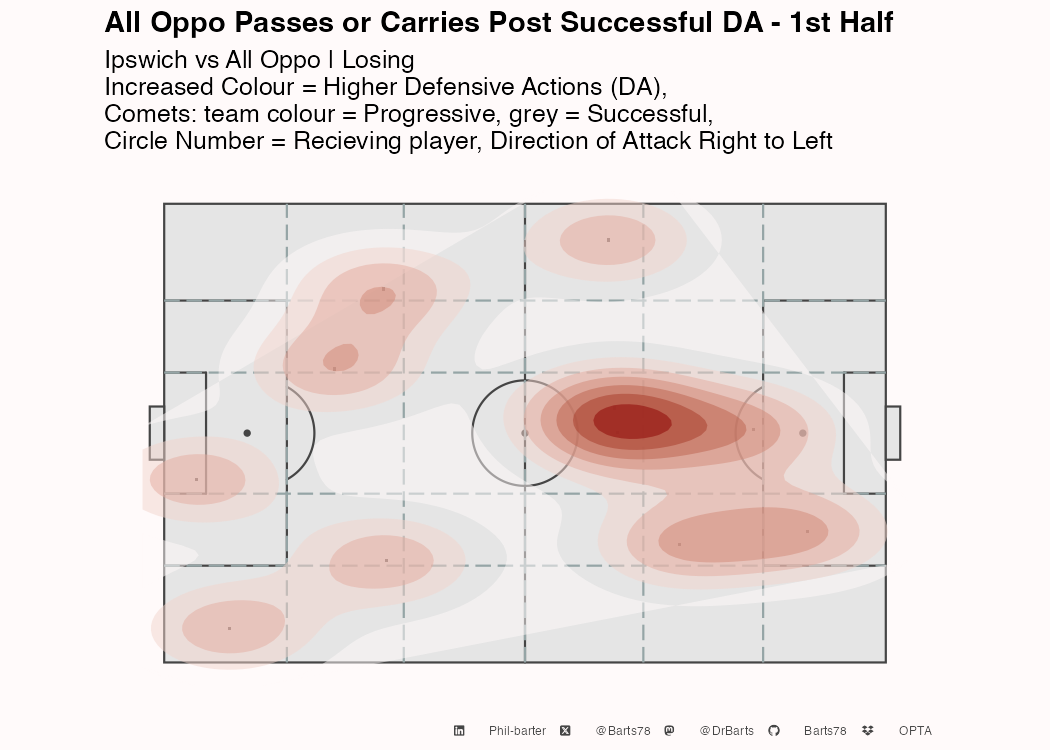 All Oppo Passes or Carries Post Successful DA - 1st Half
Ipswich vs All Oppo | Losing
Increased Colour = Higher Defensive Actions (DA),
Comets: team colour = Progressive, grey = Successful,
Circle Number = Recieving player, Direction of Attack Right to Left
Phil-barter @Barts78 @DrBarts Barts78 OPTA